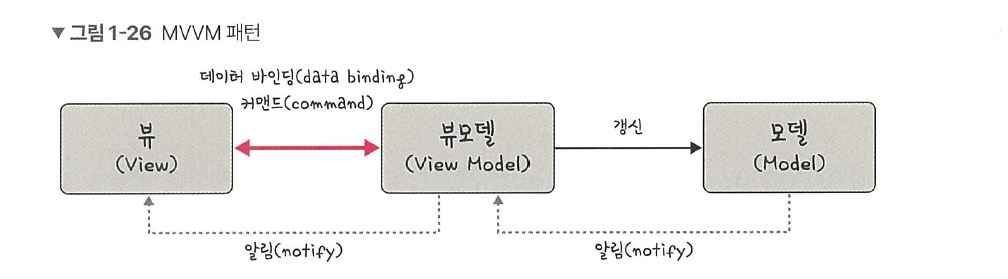 ▼ 그림 1-26 MVVM 패턴
데이터 바인딩(data binding)
커맨드(command)
뷰
(View)
뷰모델
(View Model)
갱신
모델
(Model)
알림(notify)
알림(notify)